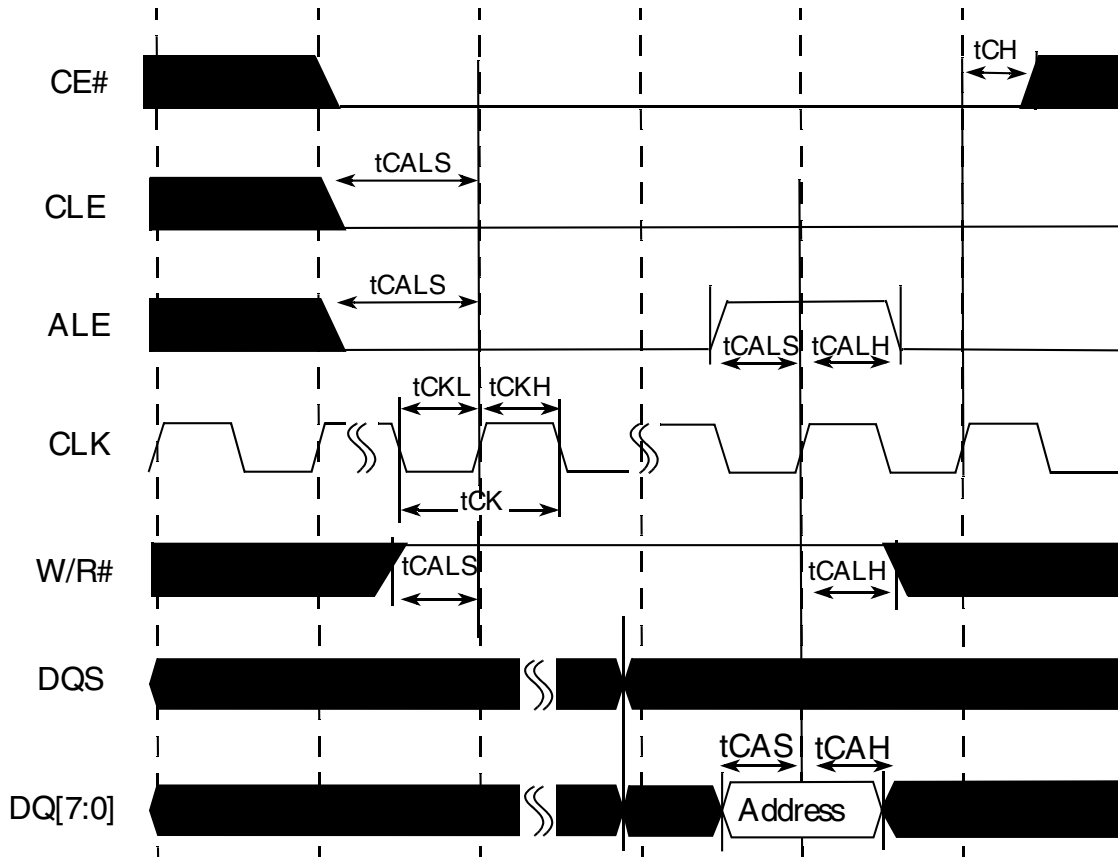 tCH
CE#
tCALS
CLE
tCALS
ALE
tCALS tCALH
tCKL tCKH
CLK
tCK
W/R#
tCALS
tCALH
DQS
tCAS tCAH
DQ[7:0]
Address